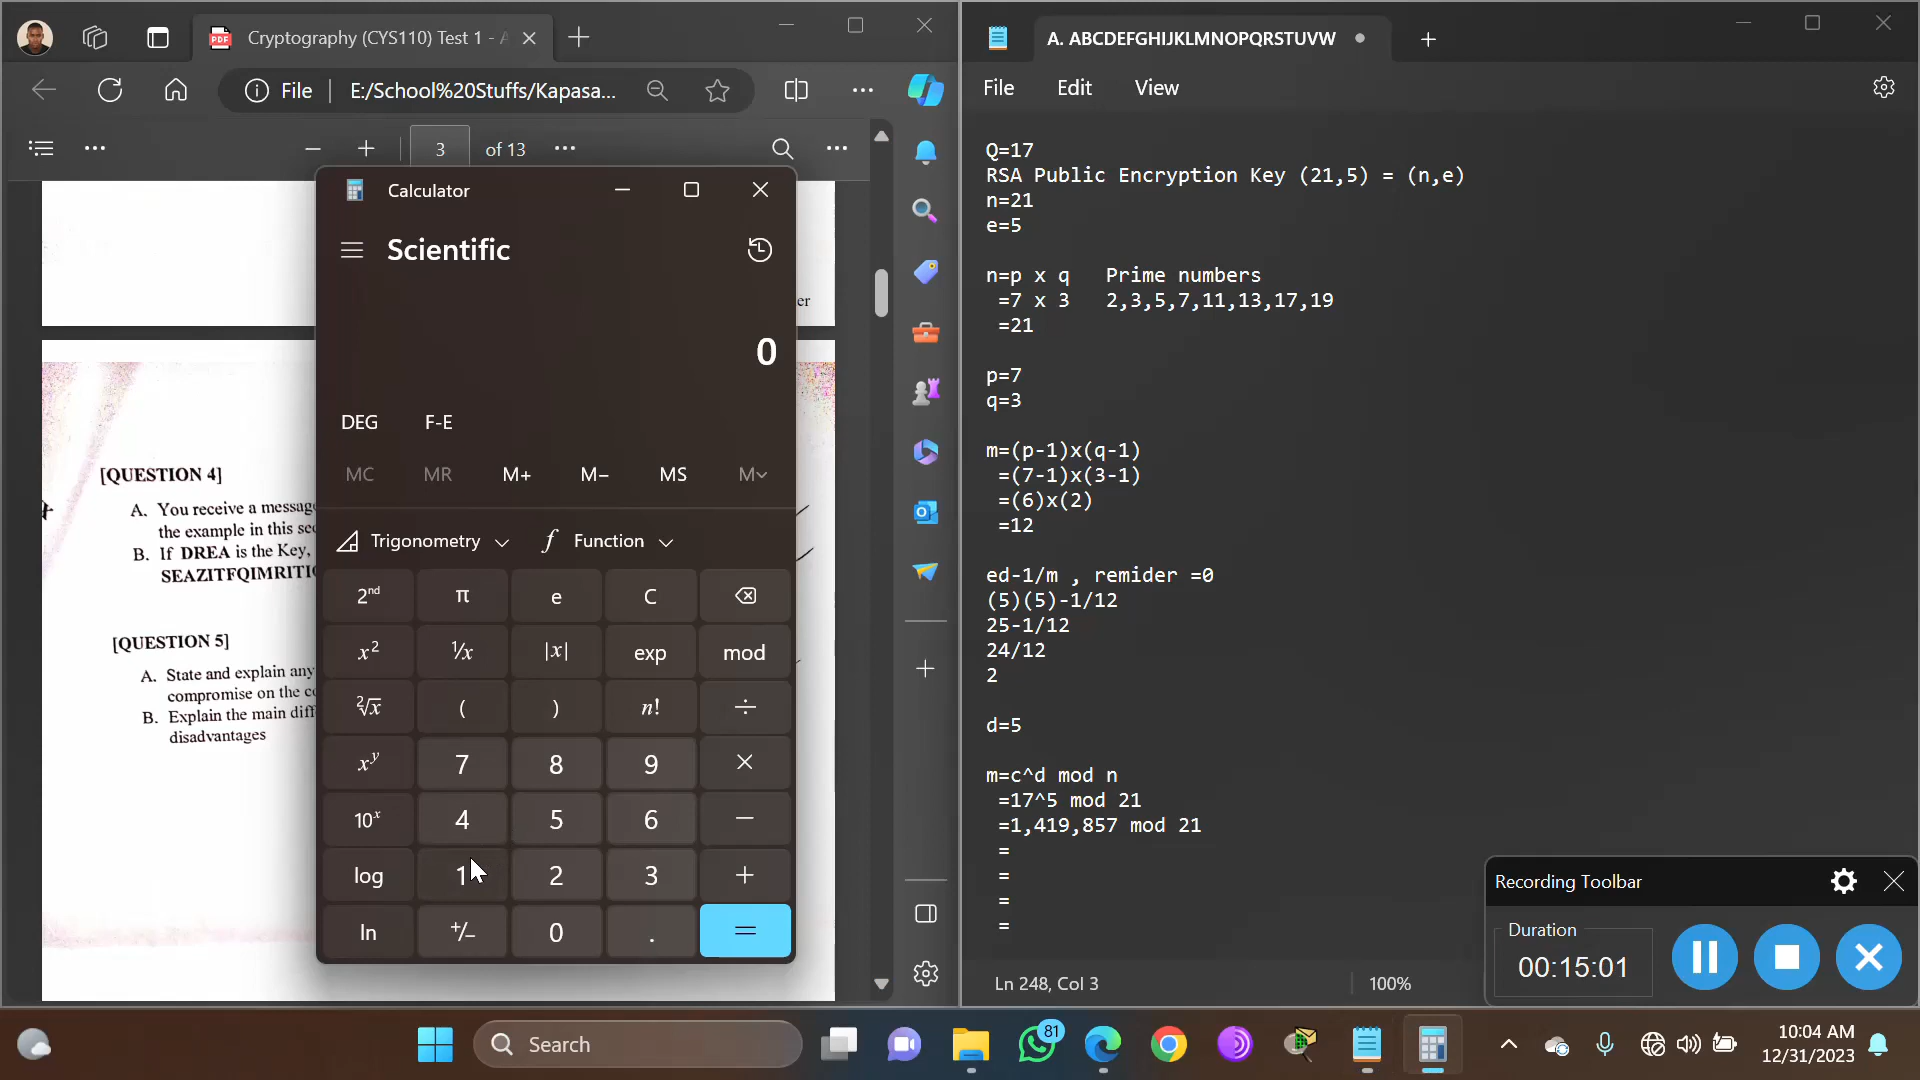 Cryptography (CYS110) Test 1 - A
File
E:/School%20Stuffs/Kapasa...
3 of 13
er
[QUESTION 4]
A. You receive a message
the example in this sec
B. If DREA is the Key,
SEAZITFQIMRITIO
[QUESTION 5]
A. State and explain any
compromise on the co
B. Explain the main diff
disadvantages
Calculator
Scientific
0
DEG F-E
MC MR M+ M− MS M
Trigonometry f Function
2nd π e C
x² ⅟x |x| exp mod
²√x ( ) n! ÷
xʸ 7 8 9 ×
10ˣ 4 5 6 −
log 1 2 3 +
ln +/− 0 . =
A. ABCDEFGHIJKLMNOPQRSTUVW
File Edit View
Q=17
RSA Public Encryption Key (21,5) = (n,e)
n=21
e=5
n=p x q Prime numbers
=7 x 3 2,3,5,7,11,13,17,19
=21
p=7
q=3
m=(p-1)x(q-1)
=(7-1)x(3-1)
=(6)x(2)
=12
ed-1/m , remider =0
(5)(5)-1/12
25-1/12
24/12
2
d=5
m=c^d mod n
=17^5 mod 21
=1,419,857 mod 21
=
=
=
=
Ln 248, Col 3
100%
Recording Toolbar
Duration
00:15:01
Search
81
10:04 AM
12/31/2023